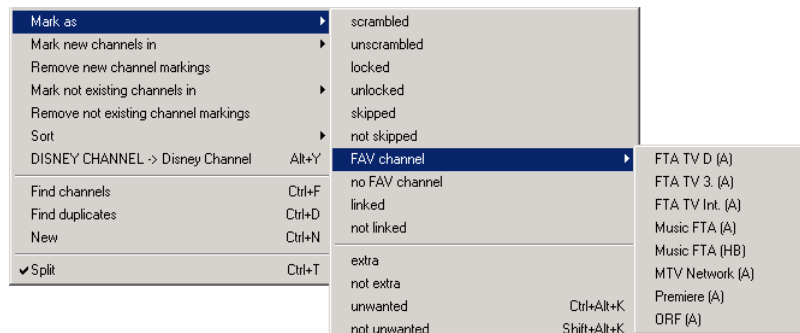 Mark as
Mark new channels in
Remove new channel markings
Mark not existing channels in
Remove not existing channel markings
Sort
DISNEY CHANNEL -> Disney Channel Alt+Y
Find channels Ctrl+F
Find duplicates Ctrl+D
New Ctrl+N
Split Ctrl+T
scrambled
unscrambled
locked
unlocked
skipped
not skipped
FAV channel
no FAV channel
linked
not linked
extra
not extra
unwanted Ctrl+Alt+K
not unwanted Shift+Alt+K
FTA TV D (A)
FTA TV 3. (A)
FTA TV Int. (A)
Music FTA (A)
Music FTA (HB)
MTV Network (A)
Premiere (A)
ORF (A)